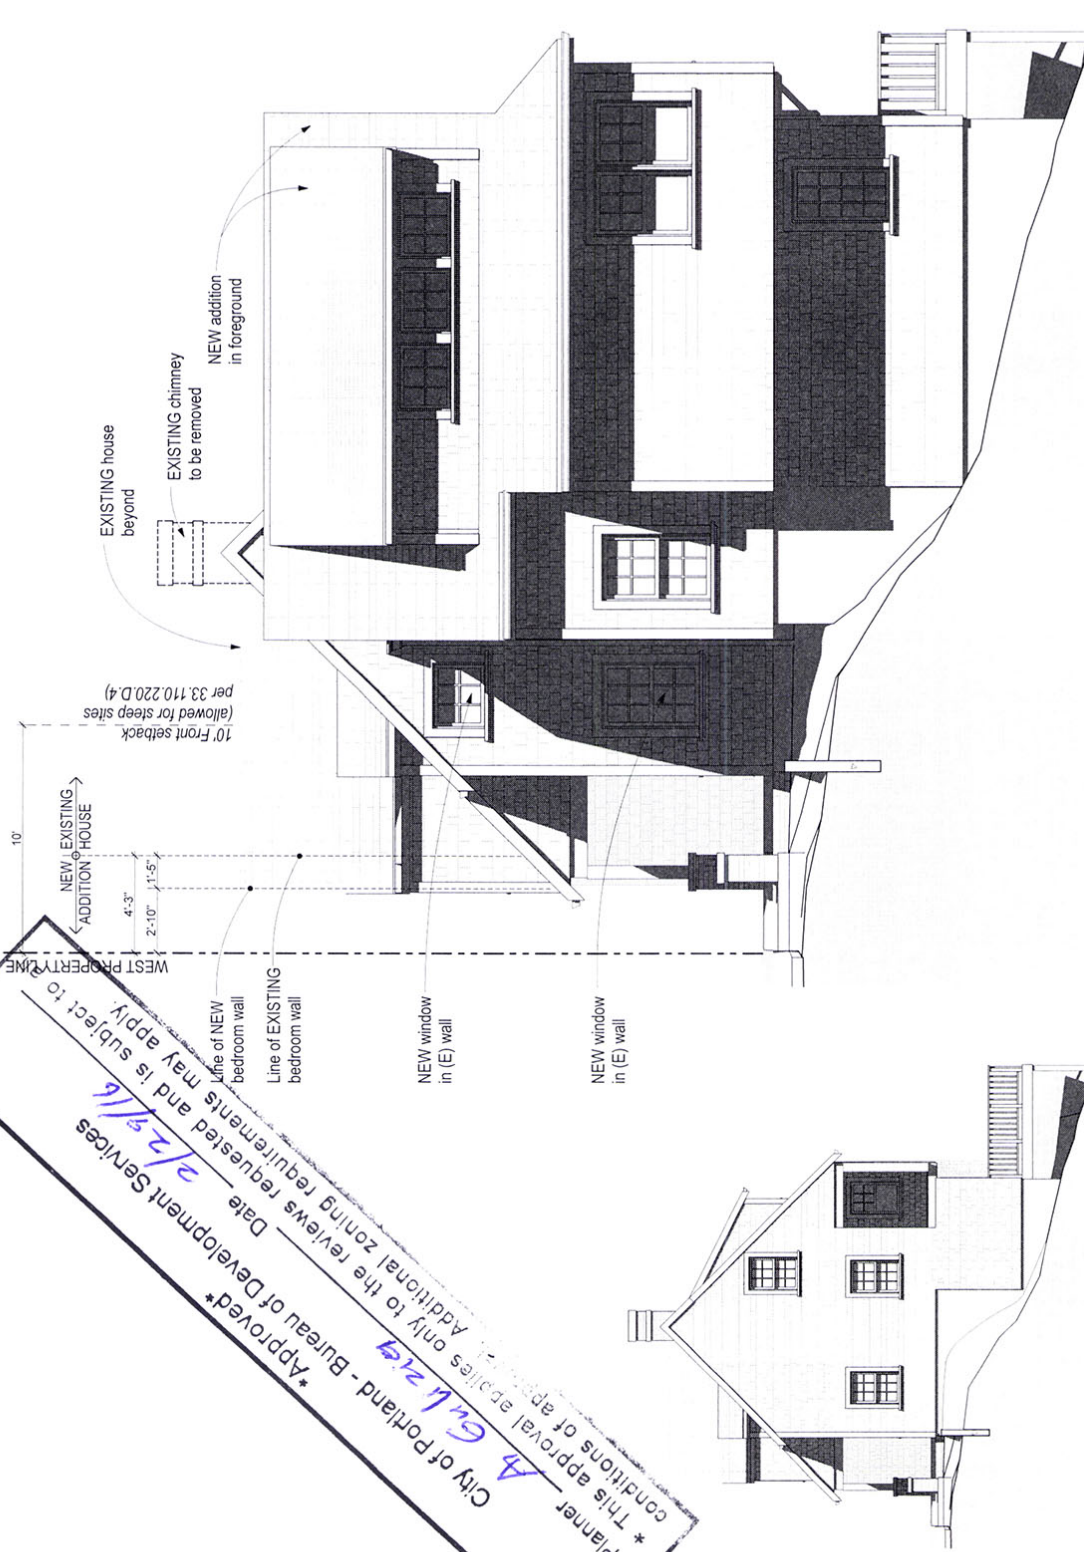 EXISTING house
beyond
EXISTING chimney
to be removed
NEW addition
in foreground
10' Front setback
(allowed for steep sites
per 33.110.220.D.4)
10'
NEW
ADDITION
EXISTING
HOUSE
4'-3"
2'-10"
1'-5"
WEST PROPERTY LINE
Line of NEW
bedroom wall
Line of EXISTING
bedroom wall
NEW window
in (E) wall
NEW window
in (E) wall
*Approved*
City of Portland - Bureau of Development Services
Planner Date 2/29/16
* This approval applies only to the reviews requested and is subject to
conditions of Additional zoning requirements may apply.